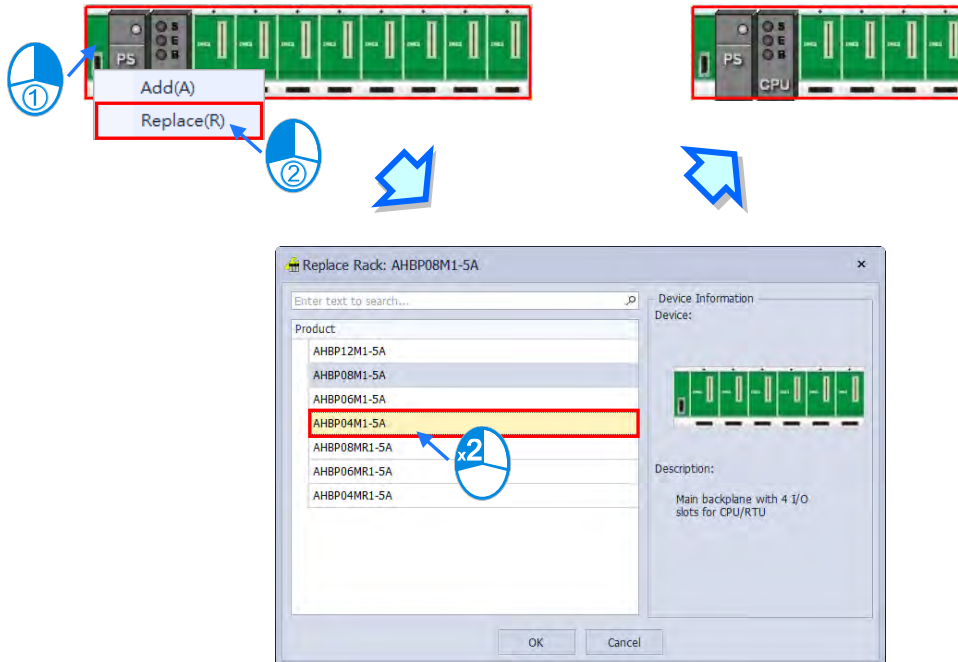 PS
S
E
B
PS
S
E
B
CPU
Add(A)
Replace(R)
1
2
Replace Rack: AHBP08M1-5A
×
Enter text to search...
Device Information
Device:
Product
AHBP12M1-5A
AHBP08M1-5A
AHBP06M1-5A
AHBP04M1-5A
x2
AHBP08MR1-5A
AHBP06MR1-5A
AHBP04MR1-5A
Description:
Main backplane with 4 I/O
slots for CPU/RTU
OK
Cancel